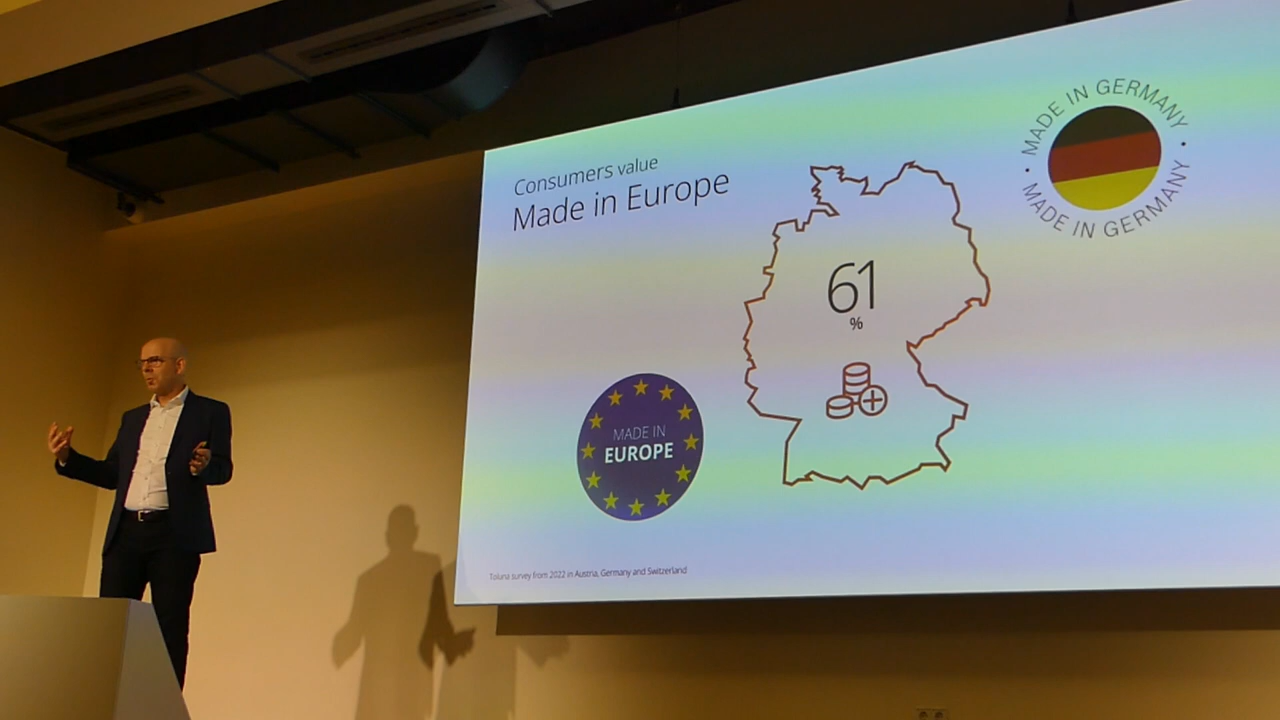 Consumers value
Made in Europe
MADE IN GERMANY
MADE IN GERMANY
61
%
MADE IN
EUROPE
Toluna survey from 2022 in Austria, Germany and Switzerland